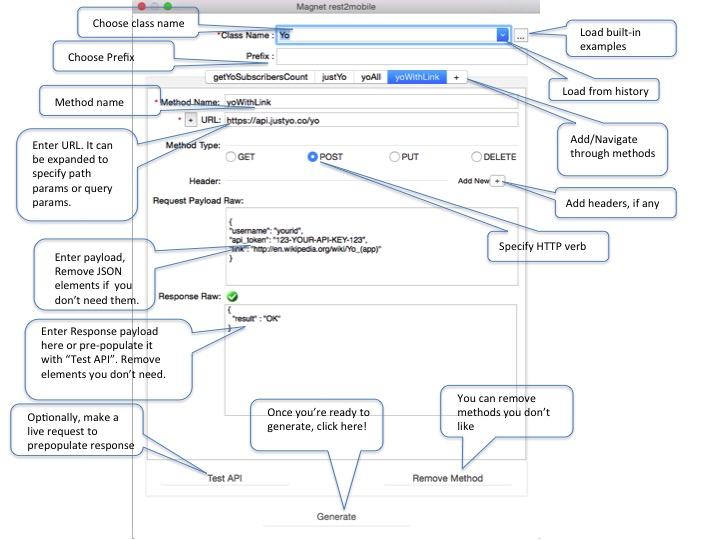 Magnet rest2mobile
Choose class name
*Class Name : Yo
...
Load built-in
examples
Choose Prefix
Prefix :
Load from history
getYoSubscribersCount justYo yoAll yoWithLink +
Method name
* Method Name: yoWithLink
* + URL: https://api.justyo.co/yo
Add/Navigate
through methods
Enter URL. It can
be expanded to
specify path
params or query
params.
Method Type:
GET POST PUT DELETE
Header:
Add New +
Add headers, if any
Request Payload Raw:
{
"username": "yourid",
"api_token": "123-YOUR-API-KEY-123",
"link": "http://en.wikipedia.org/wiki/Yo_(app)"
}
Specify HTTP verb
Enter payload,
Remove JSON
elements if you
don't need them.
Response Raw:
{
"result" : "OK"
}
Enter Response payload
here or pre-populate it
with “Test API”. Remove
elements you don't need.
Optionally, make a
live request to
prepopulate response
Once you're ready to
generate, click here!
You can remove
methods you don't
like
Test API
Remove Method
Generate